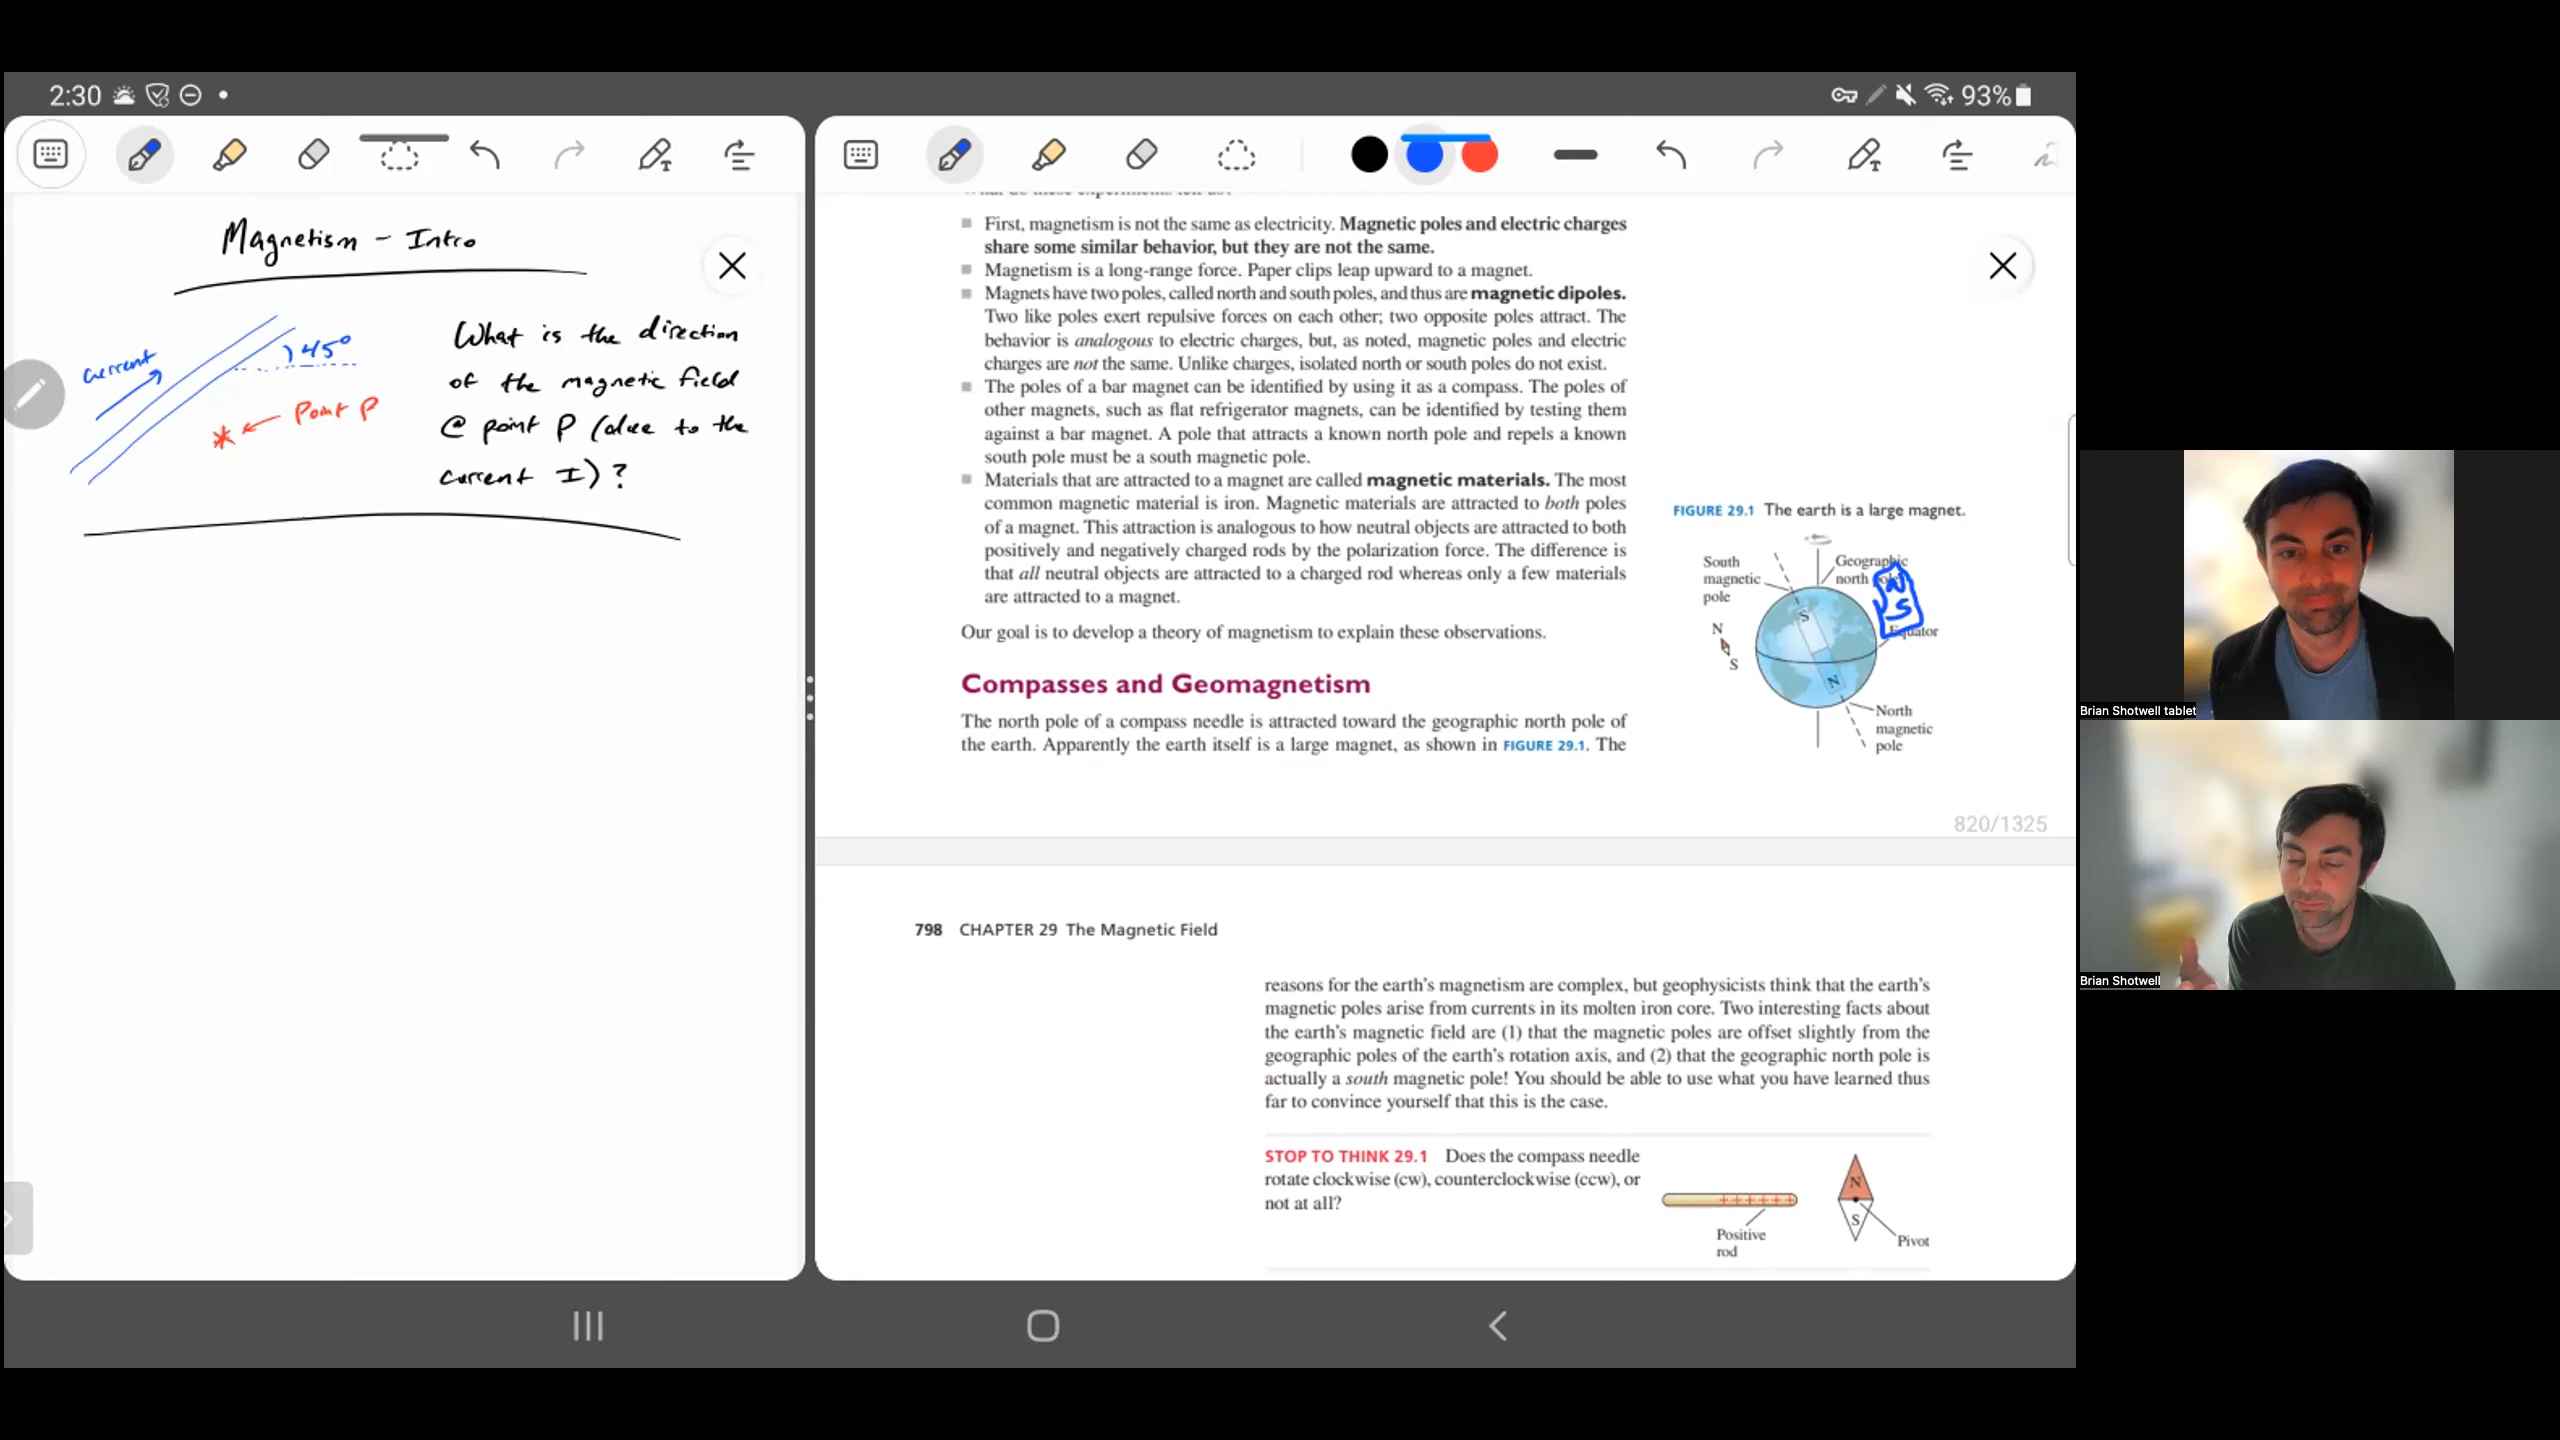 2:30
93%
Magnetism - Intro
current
)45°
Point P
What is the direction
of the magnetic field
@ point P (due to the
current I)?
What do these experiments tell us?
■ First, magnetism is not the same as electricity. Magnetic poles and electric charges
share some similar behavior, but they are not the same.
■ Magnetism is a long-range force. Paper clips leap upward to a magnet.
■ Magnets have two poles, called north and south poles, and thus are magnetic dipoles.
Two like poles exert repulsive forces on each other; two opposite poles attract. The
behavior is analogous to electric charges, but, as noted, magnetic poles and electric
charges are not the same. Unlike charges, isolated north or south poles do not exist.
■ The poles of a bar magnet can be identified by using it as a compass. The poles of
other magnets, such as flat refrigerator magnets, can be identified by testing them
against a bar magnet. A pole that attracts a known north pole and repels a known
south pole must be a south magnetic pole.
■ Materials that are attracted to a magnet are called magnetic materials. The most
common magnetic material is iron. Magnetic materials are attracted to both poles
of a magnet. This attraction is analogous to how neutral objects are attracted to both
positively and negatively charged rods by the polarization force. The difference is
that all neutral objects are attracted to a charged rod whereas only a few materials
are attracted to a magnet.
Our goal is to develop a theory of magnetism to explain these observations.
Compasses and Geomagnetism
The north pole of a compass needle is attracted toward the geographic north pole of
the earth. Apparently the earth itself is a large magnet, as shown in FIGURE 29.1. The
FIGURE 29.1 The earth is a large magnet.
South
magnetic
pole
Geographic
north pole
N
S
Equator
N
S
S
N
North
magnetic
pole
820/1325
798 CHAPTER 29 The Magnetic Field
reasons for the earth's magnetism are complex, but geophysicists think that the earth's
magnetic poles arise from currents in its molten iron core. Two interesting facts about
the earth's magnetic field are (1) that the magnetic poles are offset slightly from the
geographic poles of the earth's rotation axis, and (2) that the geographic north pole is
actually a south magnetic pole! You should be able to use what you have learned thus
far to convince yourself that this is the case.
STOP TO THINK 29.1 Does the compass needle
rotate clockwise (cw), counterclockwise (ccw), or
not at all?
++++++
Positive
rod
N
S
Pivot
Brian Shotwell tablet
Brian Shotwell